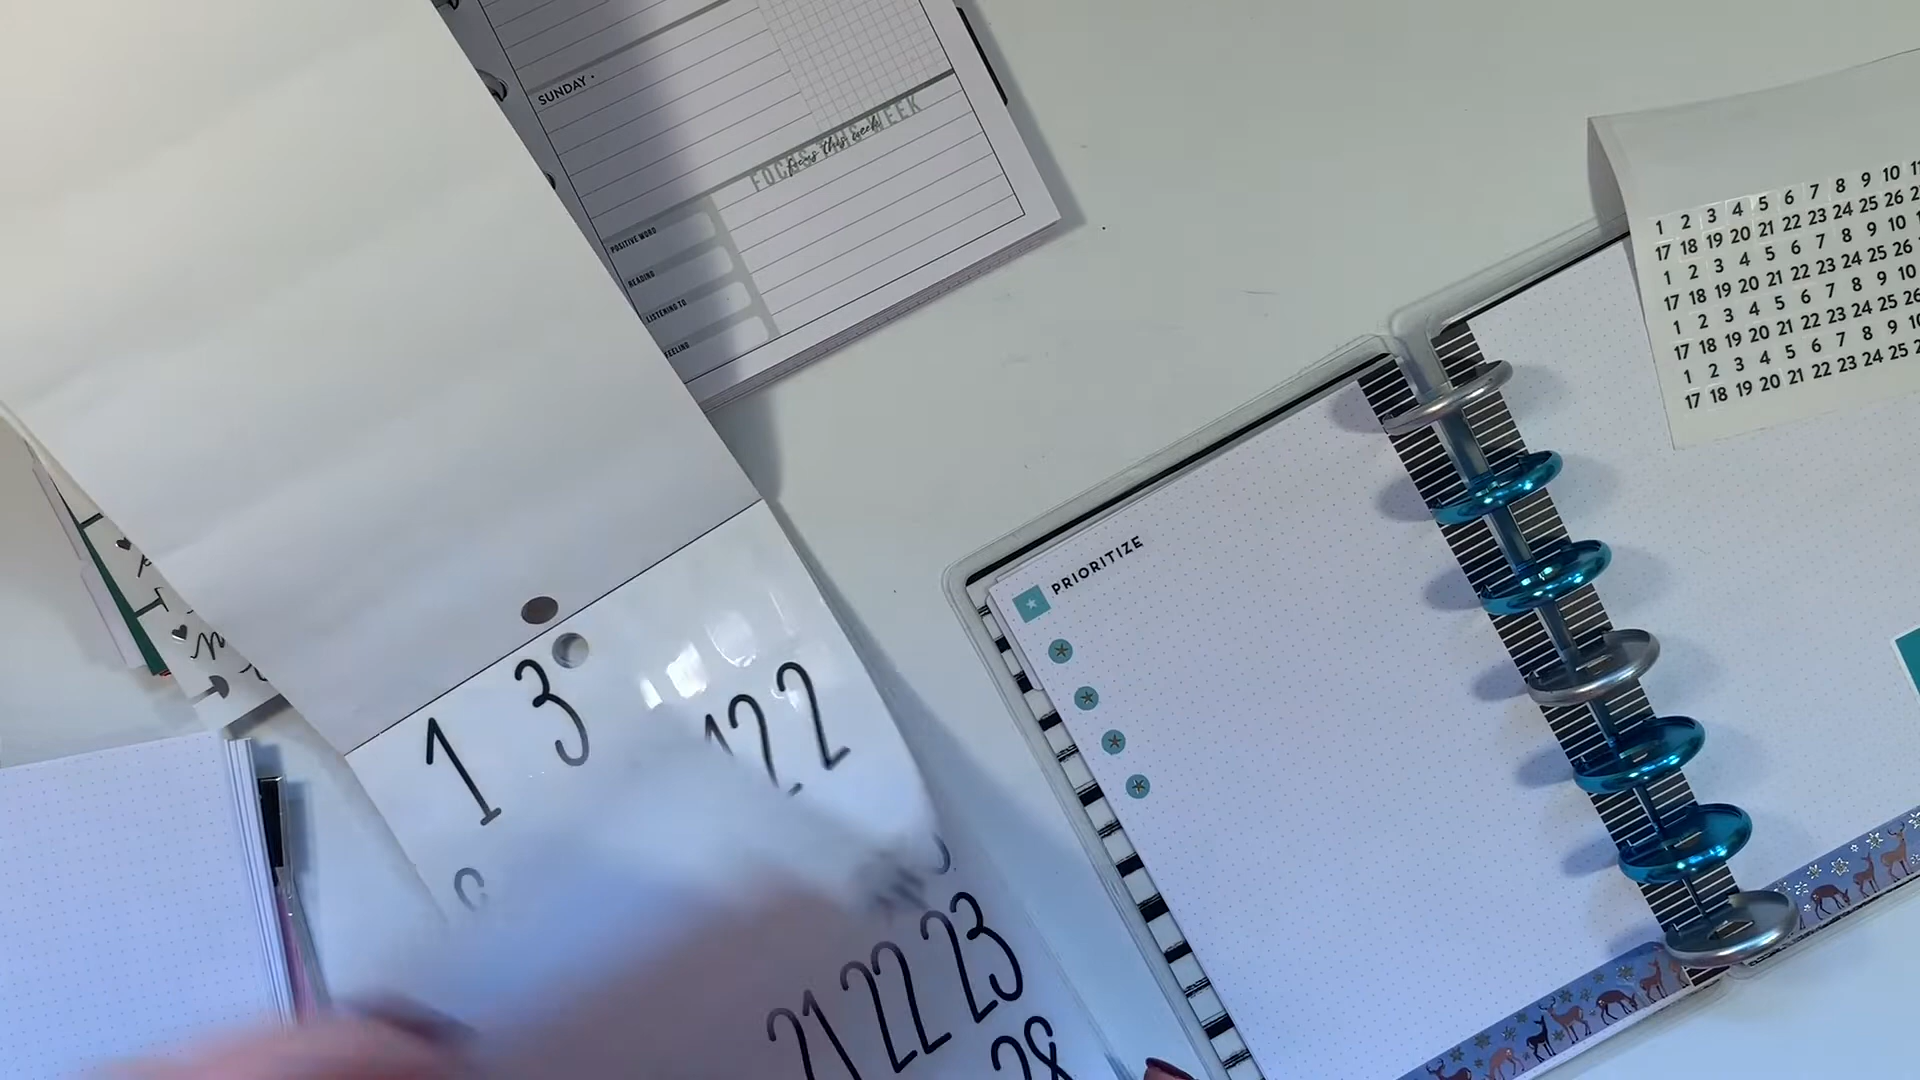 SUNDAY •
FOCUS THIS WEEK
focus this week
POSITIVE WORD
READING
LISTENING TO
FEELING
1 2 3 4 5 6 7 8 9 10
17 18 19 20 21 22 23 24 25 26
1 2 3 4 5 6 7 8 9 10
17 18 19 20 21 22 23 24 25 26
1 2 3 4 5 6 7 8 9 10
17 18 19 20 21 22 23 24 25 26
1 2 3 4 5 6 7 8 9
17 18 19 20 21 22 23 24 25
PRIORITIZE
1 3 2
21 22 23
28